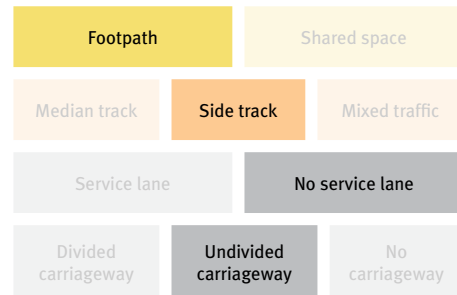 Footpath
Shared space
Median track
Side track
Mixed traffic
Service lane
No service lane
Divided
carriageway
Undivided
carriageway
No
carriageway